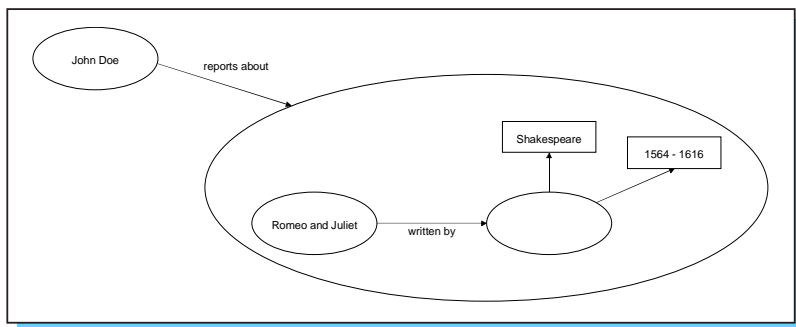 John Doe
reports about
Shakespeare
1564 - 1616
Romeo and Juliet
written by